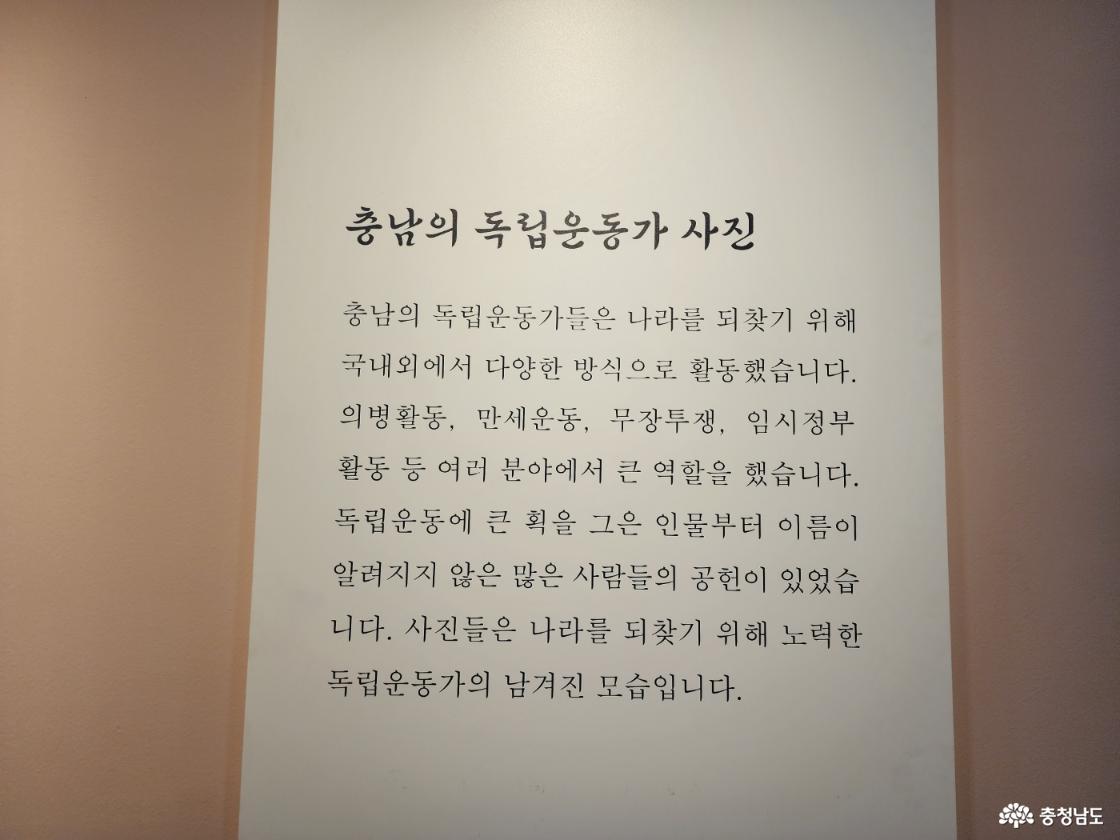 충남의 독립운동가 사진
충남의 독립운동가들은 나라를 되찾기 위해
국내외에서 다양한 방식으로 활동했습니다.
의병활동, 만세운동, 무장투쟁, 임시정부
활동 등 여러 분야에서 큰 역할을 했습니다.
독립운동에 큰 획을 그은 인물부터 이름이
알려지지 않은 많은 사람들의 공헌이 있었습
니다. 사진들은 나라를 되찾기 위해 노력한
독립운동가의 남겨진 모습입니다.
충청남도